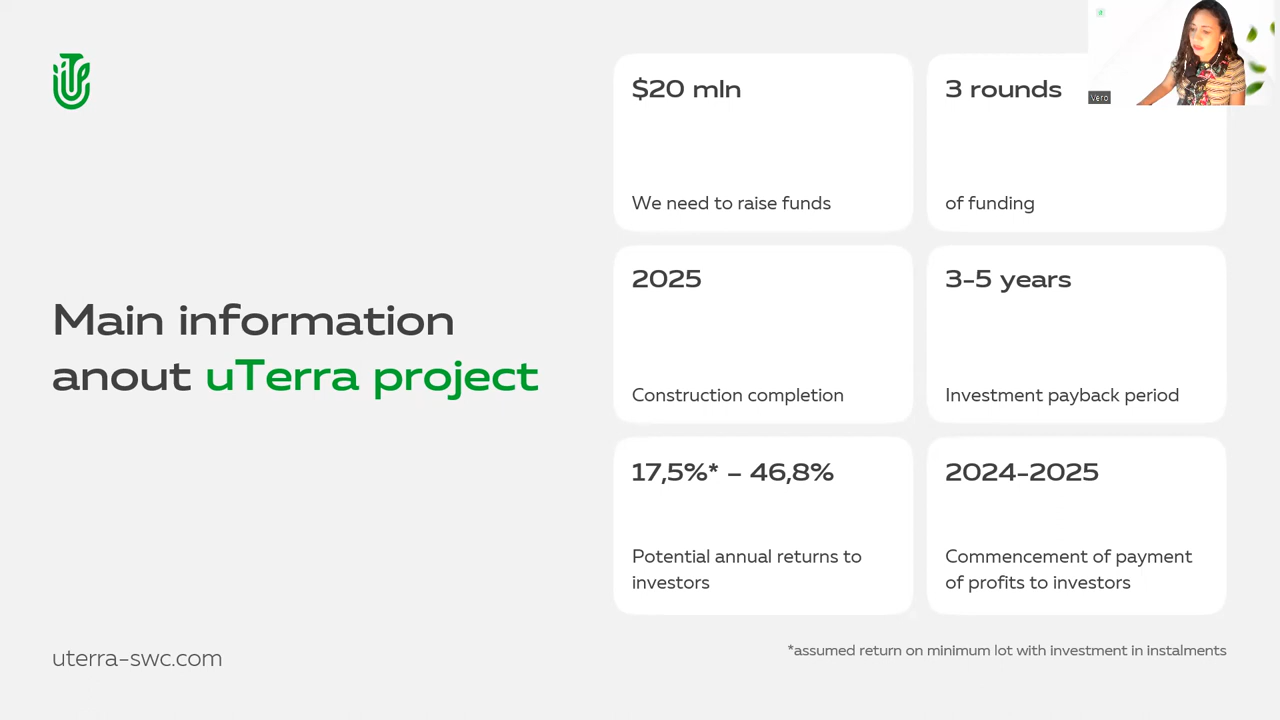 Main information
anout uTerra project
uterra-swc.com
$20 mln
We need to raise funds
3 rounds
of funding
2025
Construction completion
3-5 years
Investment payback period
17,5%* – 46,8%
Potential annual returns to
investors
2024-2025
Commencement of payment
of profits to investors
*assumed return on minimum lot with investment in instalments
Vero